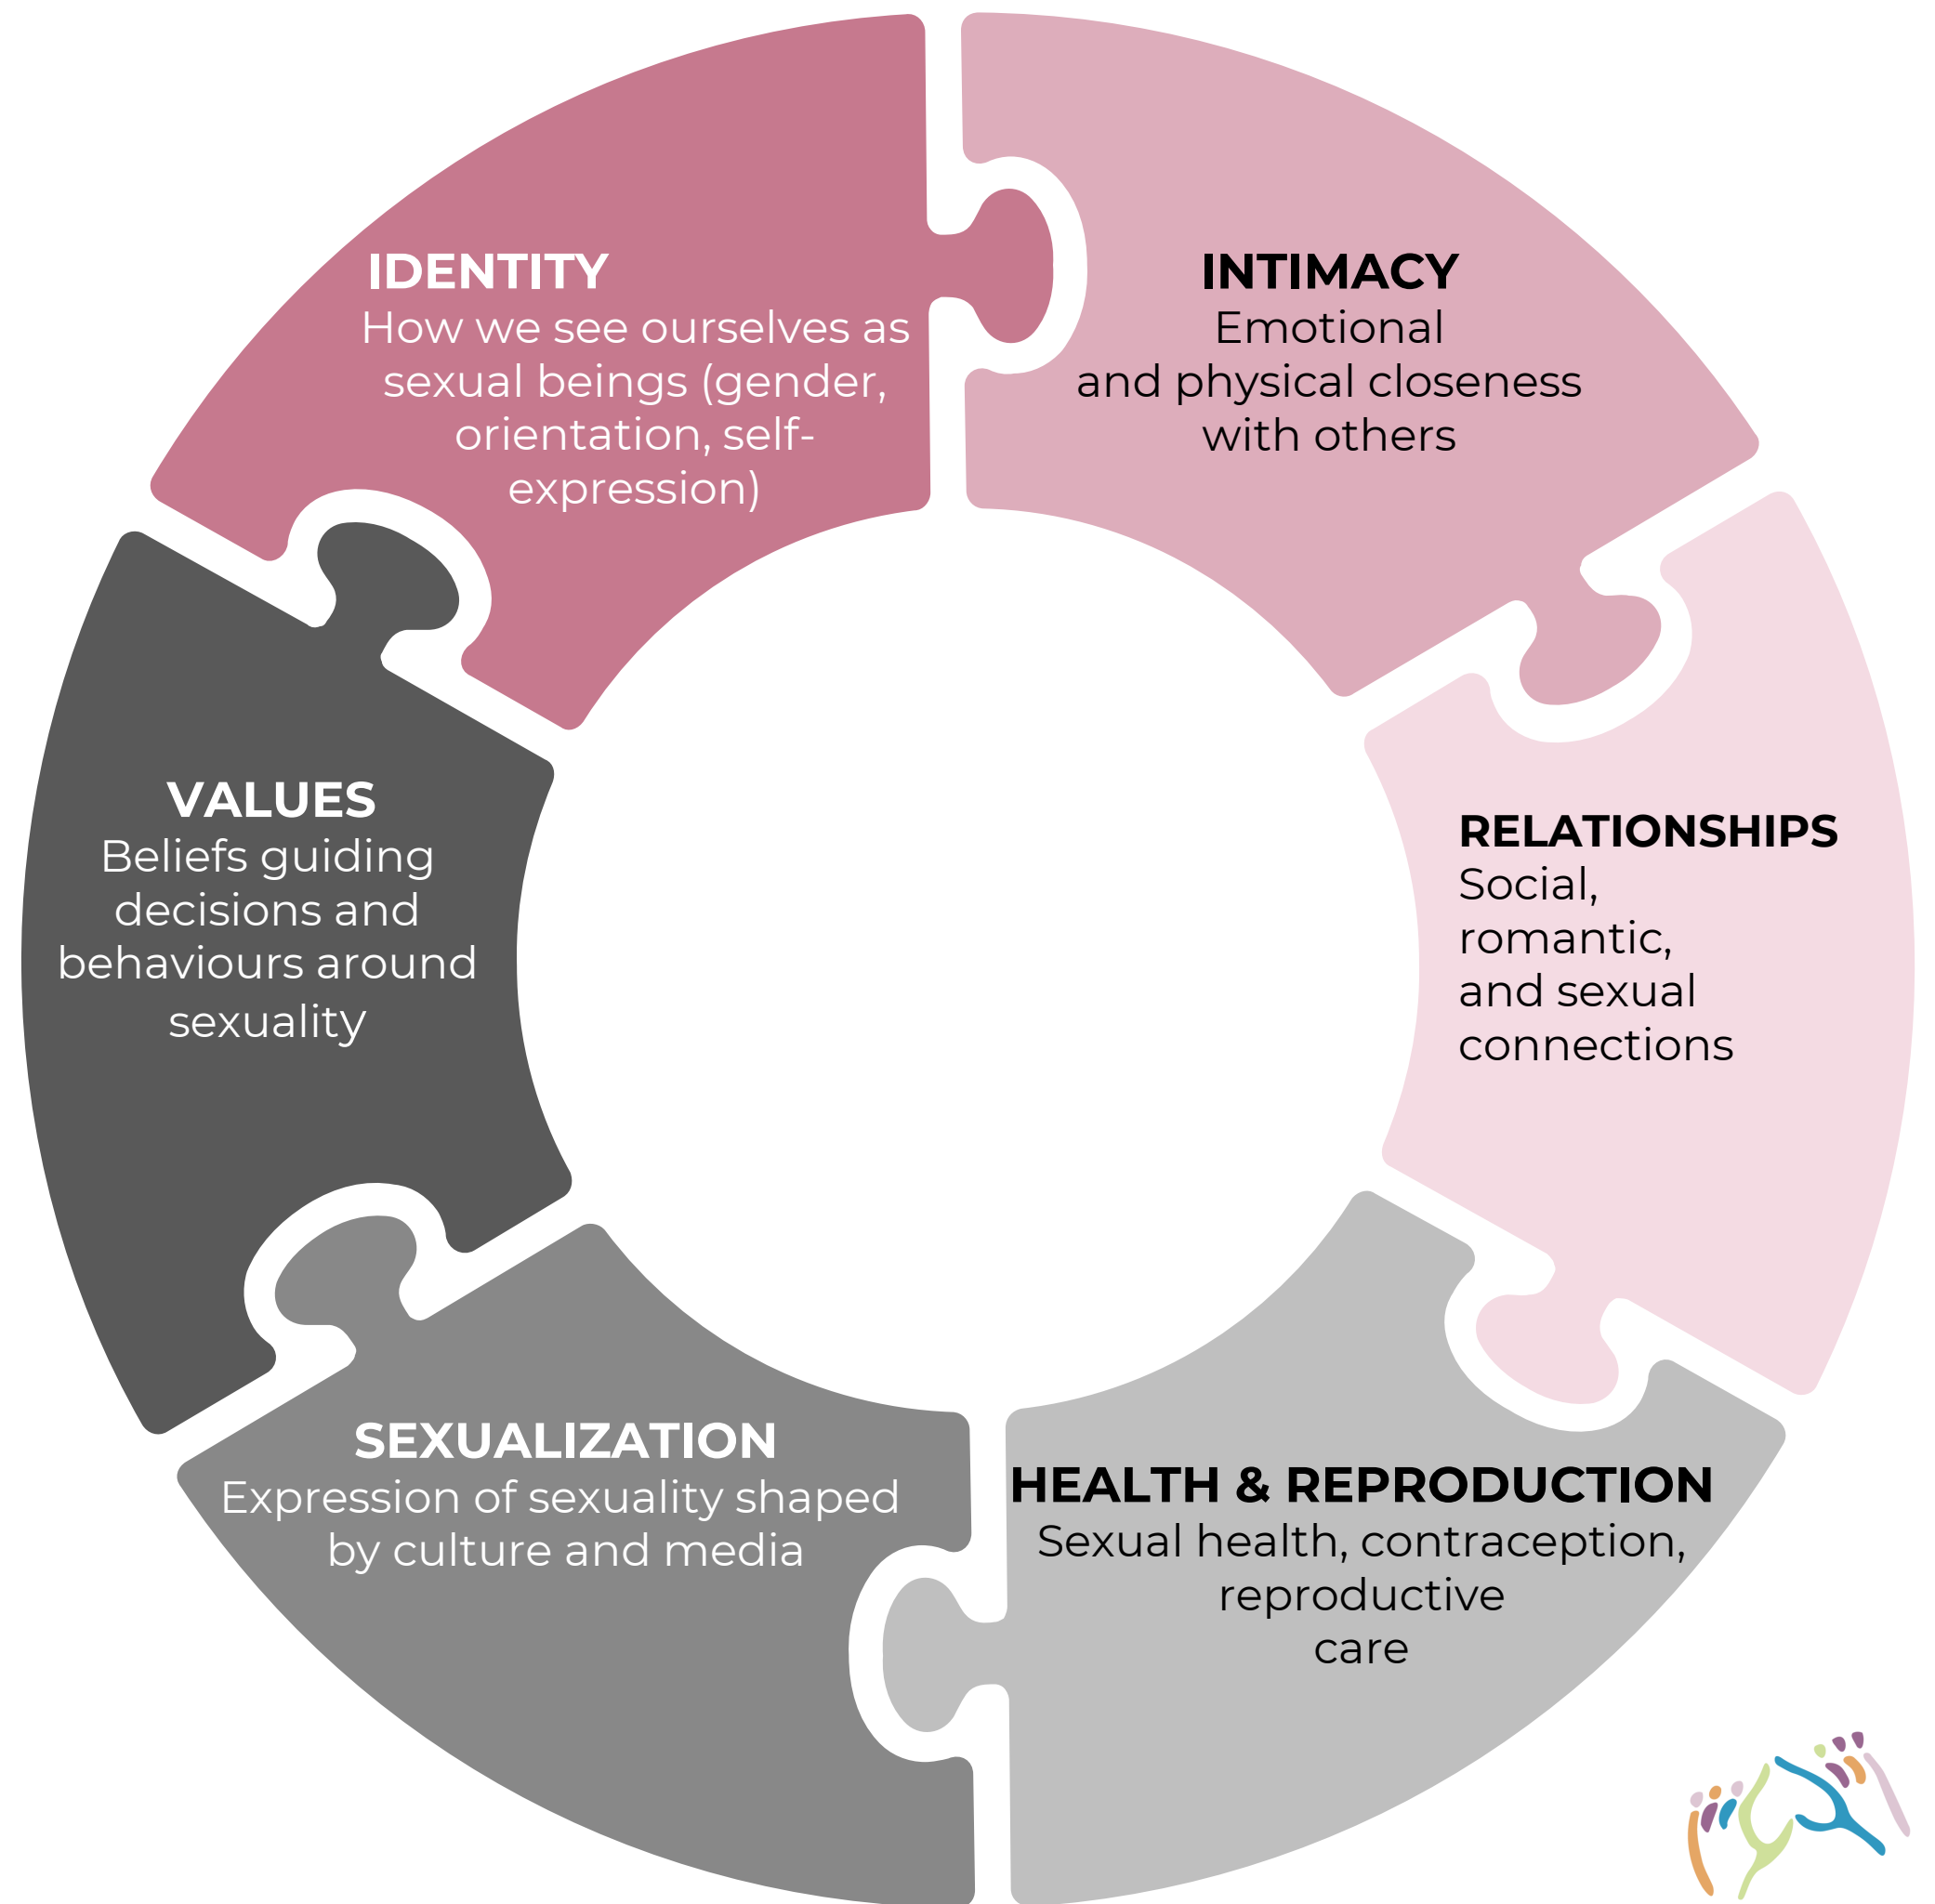 IDENTITY
How we see ourselves as
sexual beings (gender,
orientation, self-
expression)
INTIMACY
Emotional
and physical closeness
with others
RELATIONSHIPS
Social,
romantic,
and sexual
connections
HEALTH & REPRODUCTION
Sexual health, contraception,
reproductive
care
SEXUALIZATION
Expression of sexuality shaped
by culture and media
VALUES
Beliefs guiding
decisions and
behaviours around
sexuality